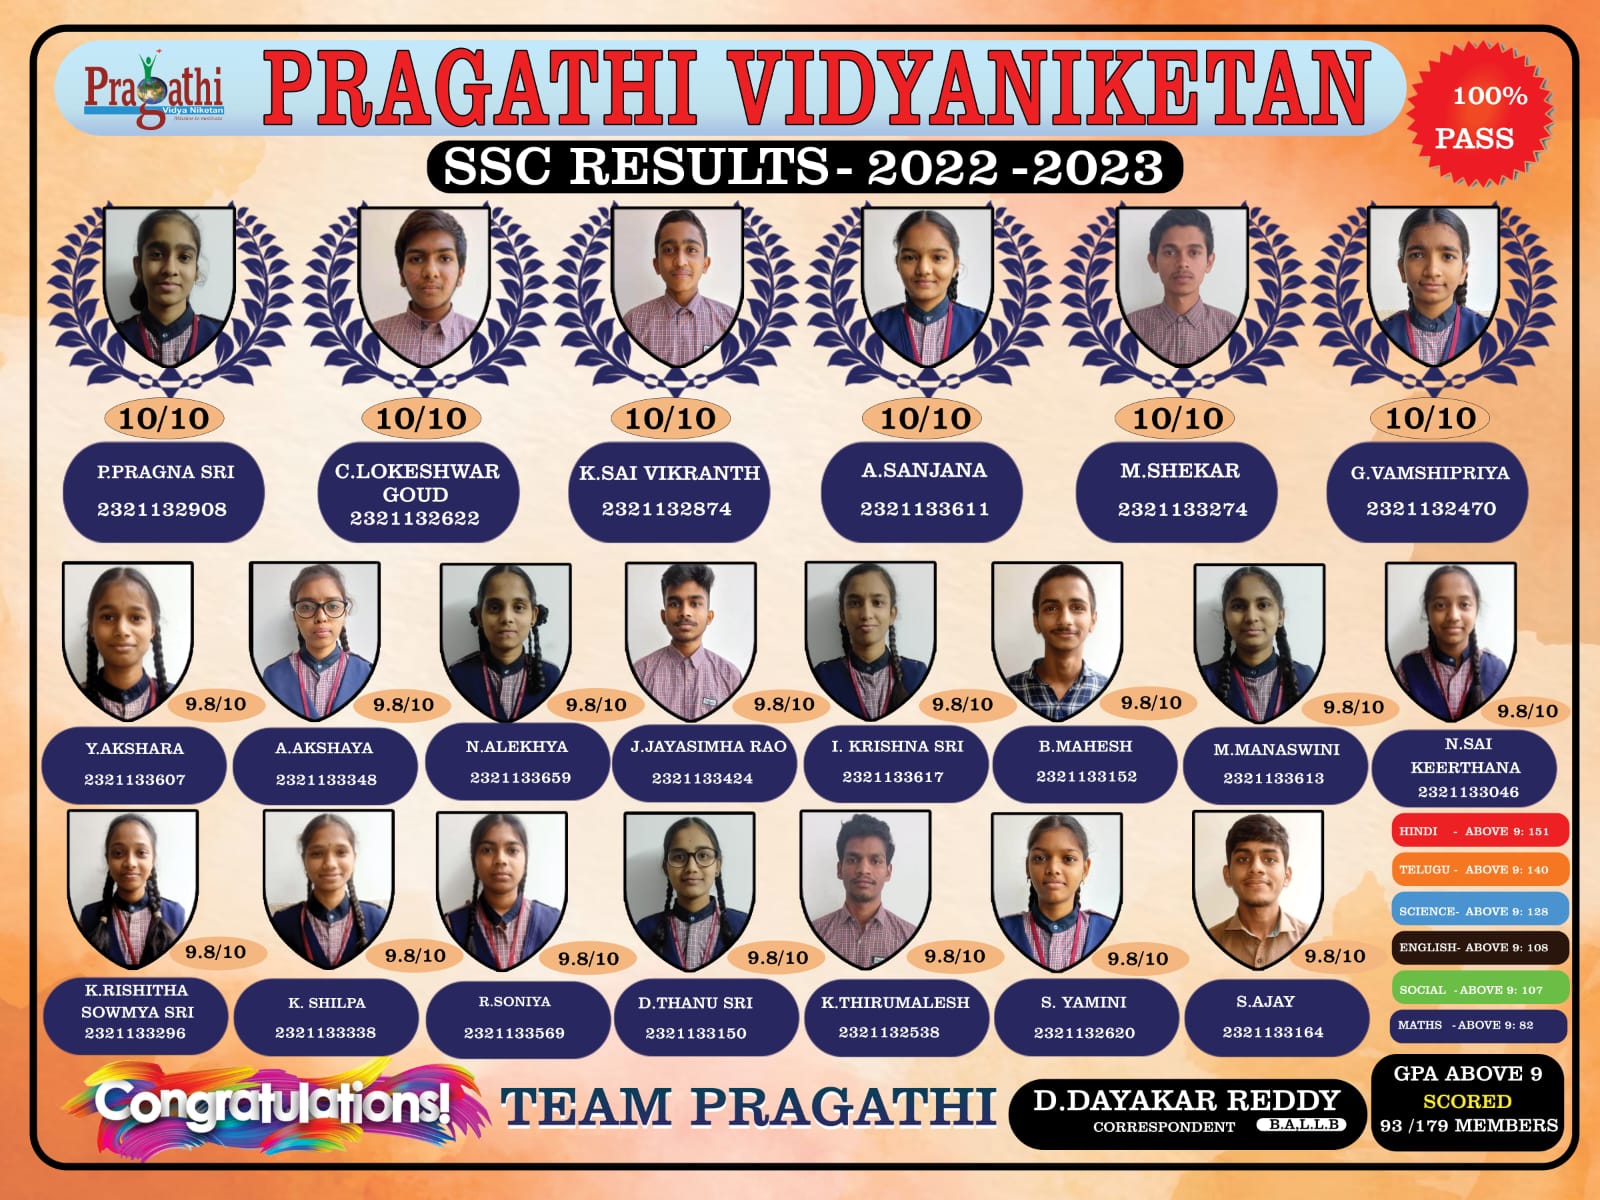 Pragathi
Vidya Niketan
PRAGATHI VIDYANIKETAN
100%
PASS
SSC RESULTS- 2022 -2023
10/10
10/10
10/10
10/10
10/10
10/10
P.PRAGNA SRI
2321132908
C.LOKESHWAR
GOUD
2321132622
K.SAI VIKRANTH
2321132874
A.SANJANA
2321133611
M.SHEKAR
2321133274
G.VAMSHIPRIYA
2321132470
9.8/10
9.8/10
9.8/10
9.8/10
9.8/10
9.8/10
9.8/10
9.8/10
Y.AKSHARA
2321133607
A.AKSHAYA
2321133348
N.ALEKHYA
2321133659
J.JAYASIMHA RAO
2321133424
I. KRISHNA SRI
2321133617
B.MAHESH
2321133152
M.MANASWINI
2321133613
N.SAI
KEERTHANA
2321133046
9.8/10
9.8/10
9.8/10
9.8/10
9.8/10
9.8/10
9.8/10
K.RISHITHA
SOWMYA SRI
2321133296
K. SHILPA
2321133338
R.SONIYA
2321133569
D.THANU SRI
2321133150
K.THIRUMALESH
2321132538
S. YAMINI
2321132620
S.AJAY
2321133164
HINDI - ABOVE 9: 151
TELUGU - ABOVE 9: 140
SCIENCE- ABOVE 9: 128
ENGLISH- ABOVE 9: 108
SOCIAL -ABOVE 9: 107
MATHS -ABOVE 9: 82
Congratulations!
TEAM PRAGATHI
D.DAYAKAR REDDY
CORRESPONDENT B.A,L.L.B
GPA ABOVE 9
SCORED
93 /179 MEMBERS